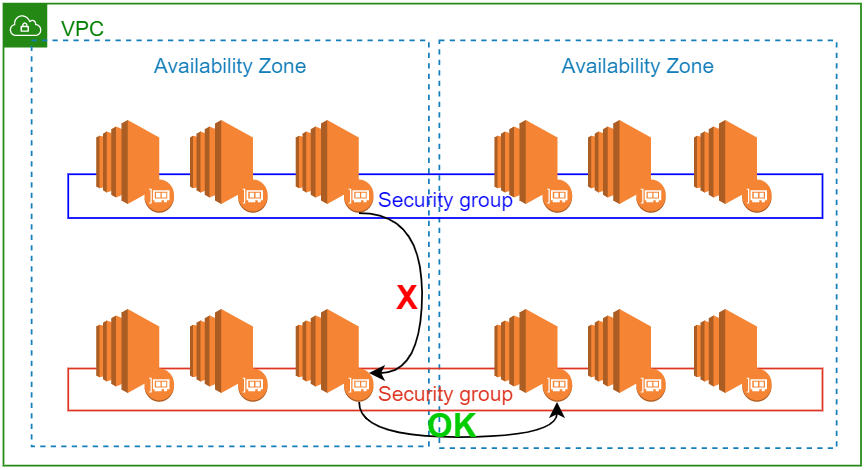 VPC
Availability Zone
Availability Zone
Security group
X
Security group
OK